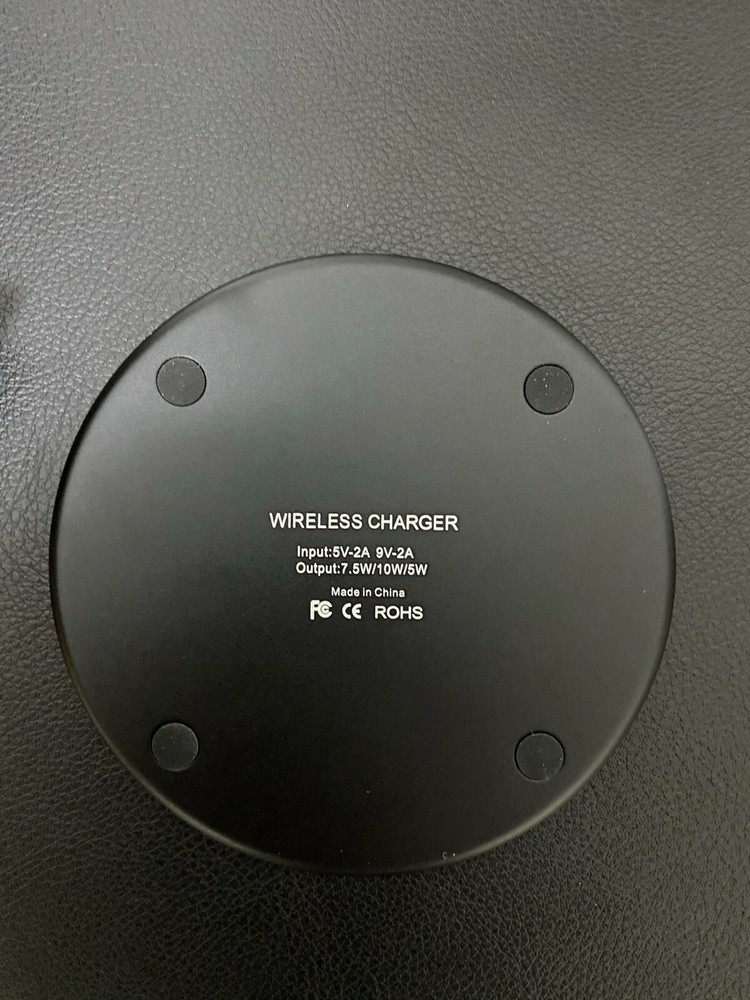 WIRELESS CHARGER
Input:5V-2A 9V-2A
Output:7.5W/10W/5W
Made in China
FC CE ROHS